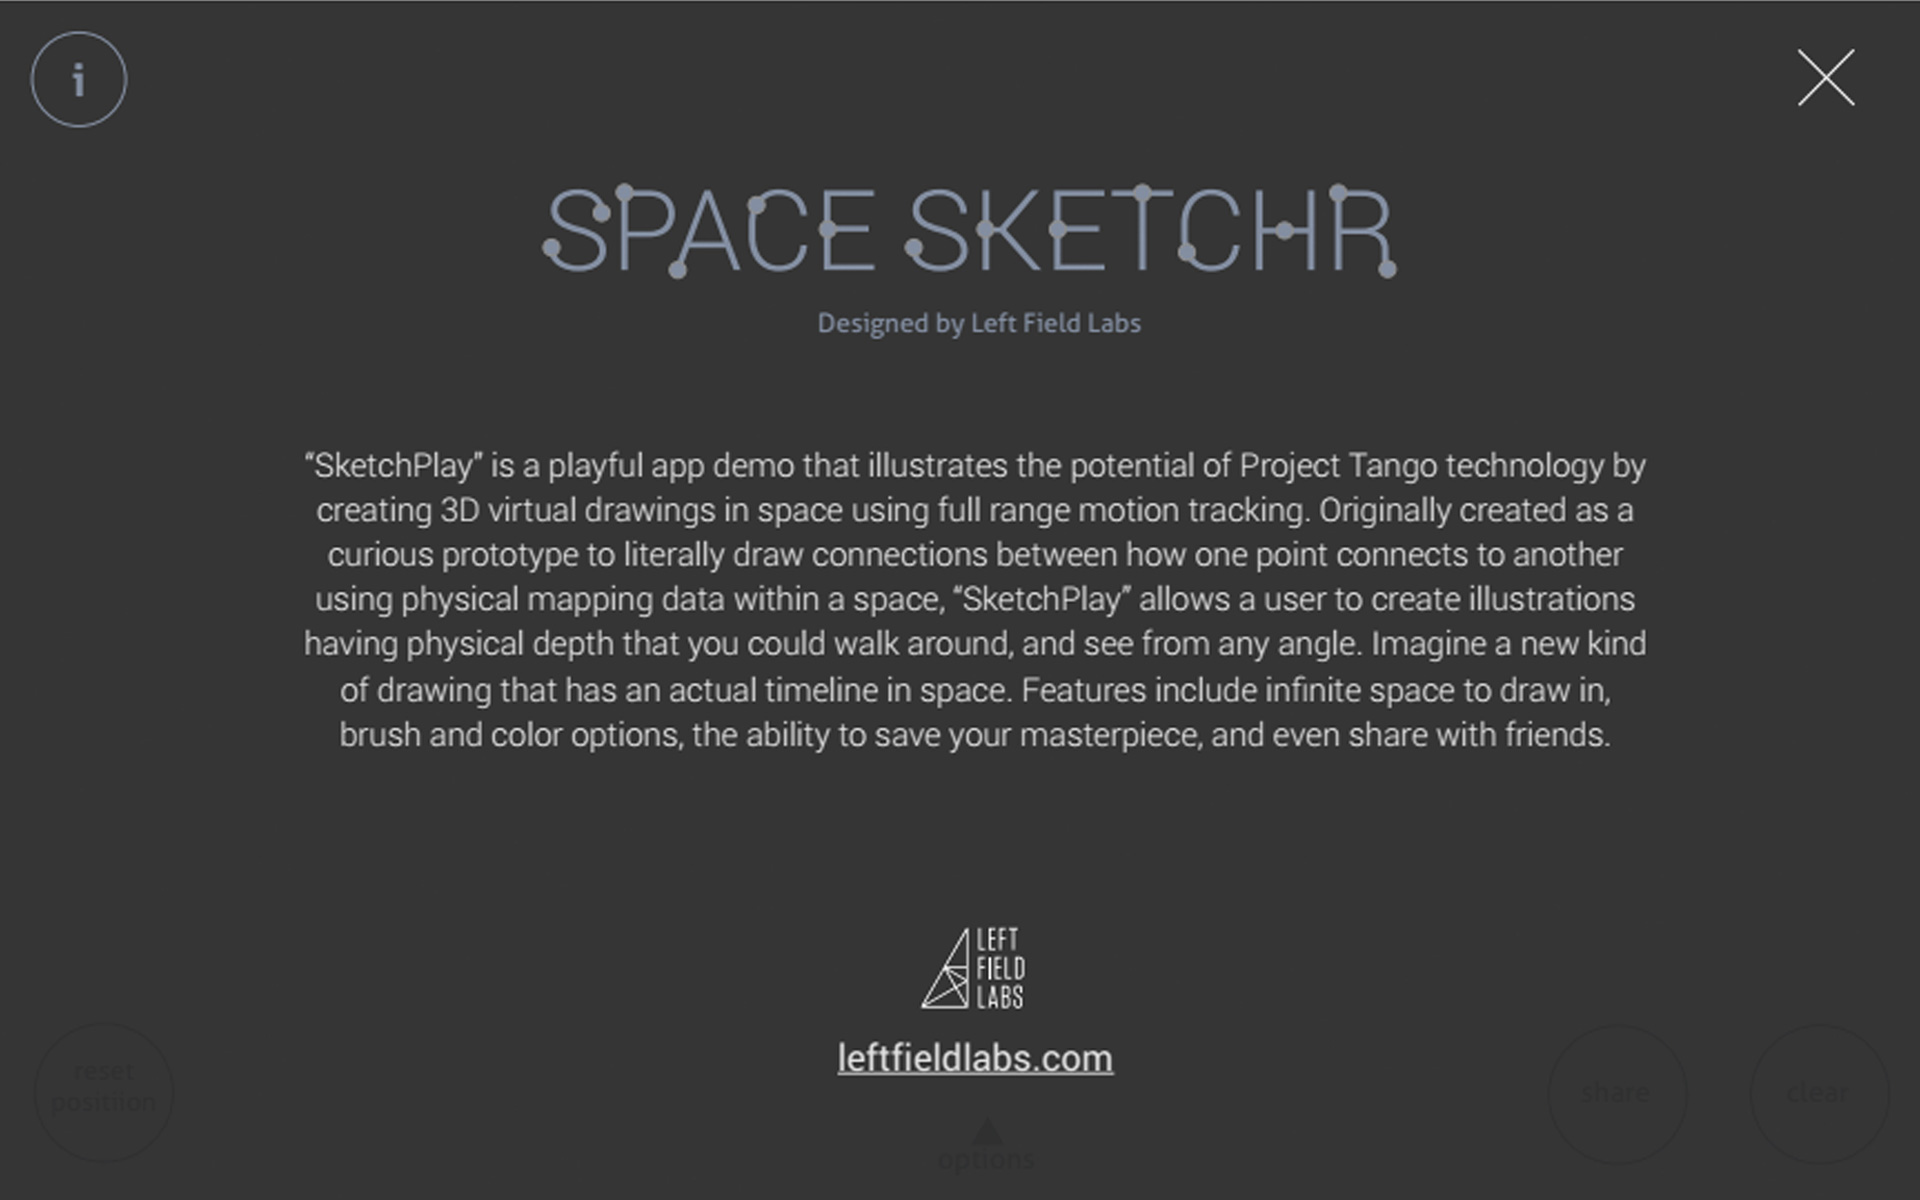 i
SPACE SKETCHR
Designed by Left Field Labs
“SketchPlay” is a playful app demo that illustrates the potential of Project Tango technology by
creating 3D virtual drawings in space using full range motion tracking. Originally created as a
curious prototype to literally draw connections between how one point connects to another
using physical mapping data within a space, “SketchPlay” allows a user to create illustrations
having physical depth that you could walk around, and see from any angle. Imagine a new kind
of drawing that has an actual timeline in space. Features include infinite space to draw in,
brush and color options, the ability to save your masterpiece, and even share with friends.
LEFT
FIELD
LABS
leftfieldlabs.com
reset
positiion
share
clear
options